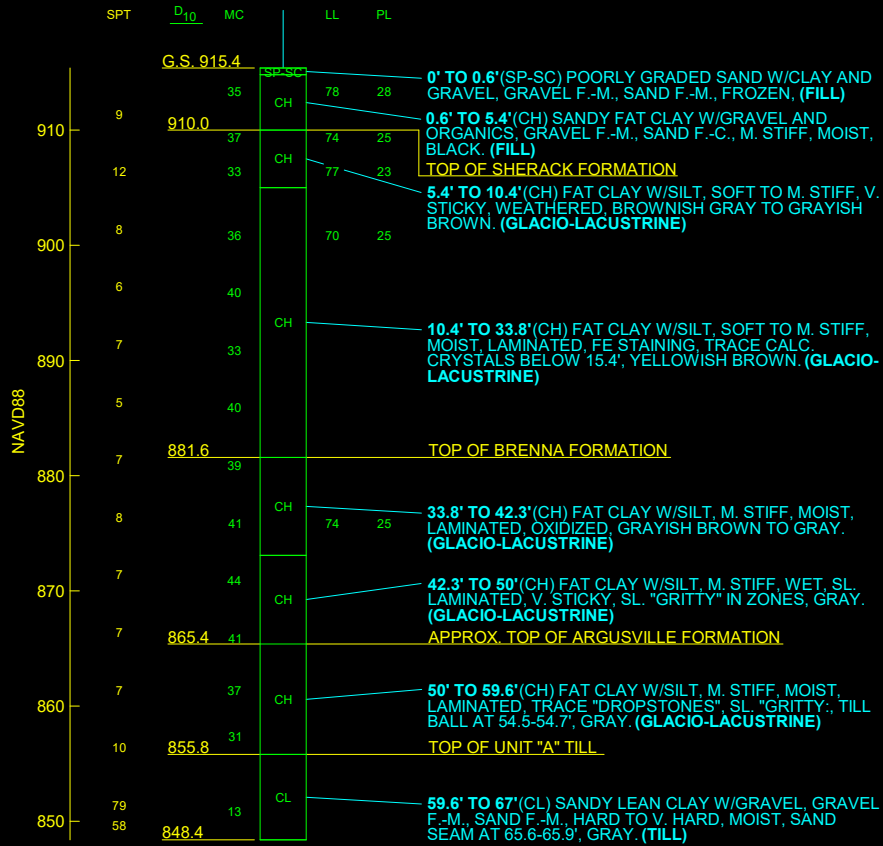 SPT D10 MC LL PL
G.S. 915.4
SP-SC
0' TO 0.6'(SP-SC) POORLY GRADED SAND W/CLAY AND
GRAVEL, GRAVEL F.-M., SAND F.-M., FROZEN, (FILL)
35 78 28
CH
9
0.6' TO 5.4'(CH) SANDY FAT CLAY W/GRAVEL AND
ORGANICS, GRAVEL F.-M., SAND F.-C., M. STIFF, MOIST,
BLACK. (FILL)
910
910.0
37 74 25
CH
TOP OF SHERACK FORMATION
12 33 77 23
5.4' TO 10.4'(CH) FAT CLAY W/SILT, SOFT TO M. STIFF, V.
STICKY, WEATHERED, BROWNISH GRAY TO GRAYISH
BROWN. (GLACIO-LACUSTRINE)
8 36 70 25
900
6 40
CH
10.4' TO 33.8'(CH) FAT CLAY W/SILT, SOFT TO M. STIFF,
MOIST, LAMINATED, FE STAINING, TRACE CALC.
CRYSTALS BELOW 15.4', YELLOWISH BROWN. (GLACIO-
LACUSTRINE)
7 33
890
5 40
NAVD88
881.6
TOP OF BRENNA FORMATION
7 39
880
CH
33.8' TO 42.3'(CH) FAT CLAY W/SILT, M. STIFF, MOIST,
LAMINATED, OXIDIZED, GRAYISH BROWN TO GRAY.
(GLACIO-LACUSTRINE)
8 41 74 25
7 44
870
CH
42.3' TO 50'(CH) FAT CLAY W/SILT, M. STIFF, WET, SL.
LAMINATED, V. STICKY, SL. "GRITTY" IN ZONES, GRAY.
(GLACIO-LACUSTRINE)
7 865.4 41
APPROX. TOP OF ARGUSVILLE FORMATION
7 37
CH
50' TO 59.6'(CH) FAT CLAY W/SILT, M. STIFF, MOIST,
LAMINATED, TRACE "DROPSTONES", SL. "GRITTY:, TILL
BALL AT 54.5-54.7', GRAY. (GLACIO-LACUSTRINE)
860
31
10 855.8
TOP OF UNIT "A" TILL
CL
59.6' TO 67'(CL) SANDY LEAN CLAY W/GRAVEL, GRAVEL
F.-M., SAND F.-M., HARD TO V. HARD, MOIST, SAND
SEAM AT 65.6-65.9', GRAY. (TILL)
79 13
850
58
848.4